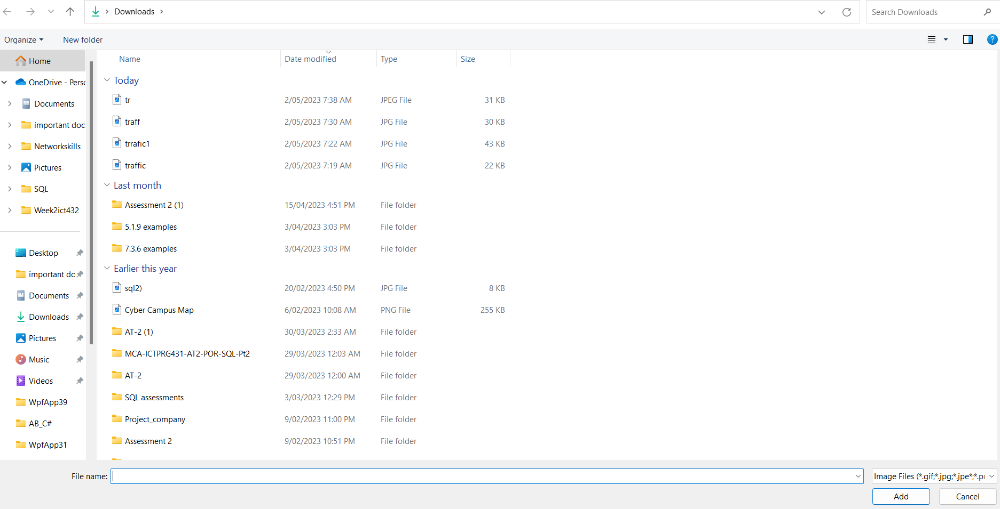 Downloads
Search Downloads
Organize New folder
?
Name Date modified Type Size
Home
OneDrive - Perso
Documents
important doc
Networkskills
Pictures
SQL
Week2ict432
Desktop
important dc
Documents
Downloads
Pictures
Music
Videos
WpfApp39
AB_C#
WpfApp31
Today
tr 2/05/2023 7:38 AM JPEG File 31 KB
traff 2/05/2023 7:30 AM JPG File 30 KB
trrafic1 2/05/2023 7:22 AM JPG File 43 KB
traffic 2/05/2023 7:19 AM JPG File 22 KB
Last month
Assessment 2 (1) 15/04/2023 4:51 PM File folder
5.1.9 examples 3/04/2023 3:03 PM File folder
7.3.6 examples 3/04/2023 3:03 PM File folder
Earlier this year
sql2) 20/02/2023 4:50 PM JPG File 8 KB
Cyber Campus Map 6/02/2023 10:08 AM PNG File 255 KB
AT-2 (1) 30/03/2023 2:33 AM File folder
MCA-ICTPRG431-AT2-POR-SQL-Pt2 29/03/2023 12:03 AM File folder
AT-2 29/03/2023 12:00 AM File folder
SQL assessments 3/03/2023 12:29 PM File folder
Project_company 9/02/2023 11:00 PM File folder
Assessment 2 9/02/2023 10:51 PM File folder
File name: Image Files (*.gif;*.jpg;*.jpe*;*.pr
Add Cancel